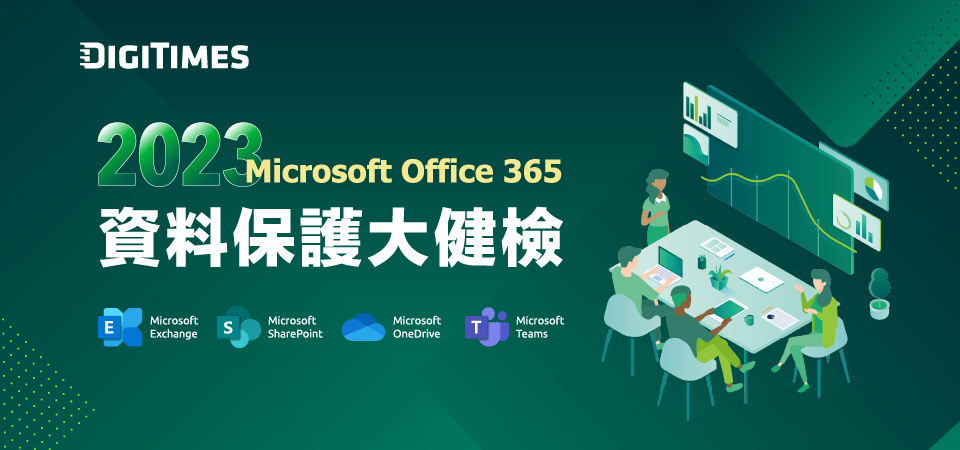 DIGITIMES
2023
Microsoft Office 365
資料保護大健檢
E
Microsoft
Exchange
S
Microsoft
SharePoint
Microsoft
OneDrive
T
Microsoft
Teams